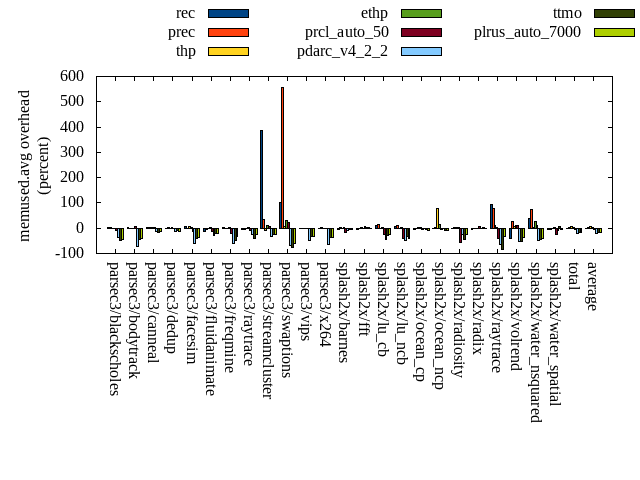 rec
prec
thp
ethp
prcl_auto_50
pdarc_v4_2_2
ttmo
plrus_auto_7000
memused.avg overhead
(percent)
600
500
400
300
200
100
0
-100
parsec3/blackscholes
parsec3/bodytrack
parsec3/canneal
parsec3/dedup
parsec3/facesim
parsec3/fluidanimate
parsec3/freqmine
parsec3/raytrace
parsec3/streamcluster
parsec3/swaptions
parsec3/vips
parsec3/x264
splash2x/barnes
splash2x/fft
splash2x/lu_cb
splash2x/lu_ncb
splash2x/ocean_cp
splash2x/ocean_ncp
splash2x/radiosity
splash2x/radix
splash2x/raytrace
splash2x/volrend
splash2x/water_nsquared
splash2x/water_spatial
total
average